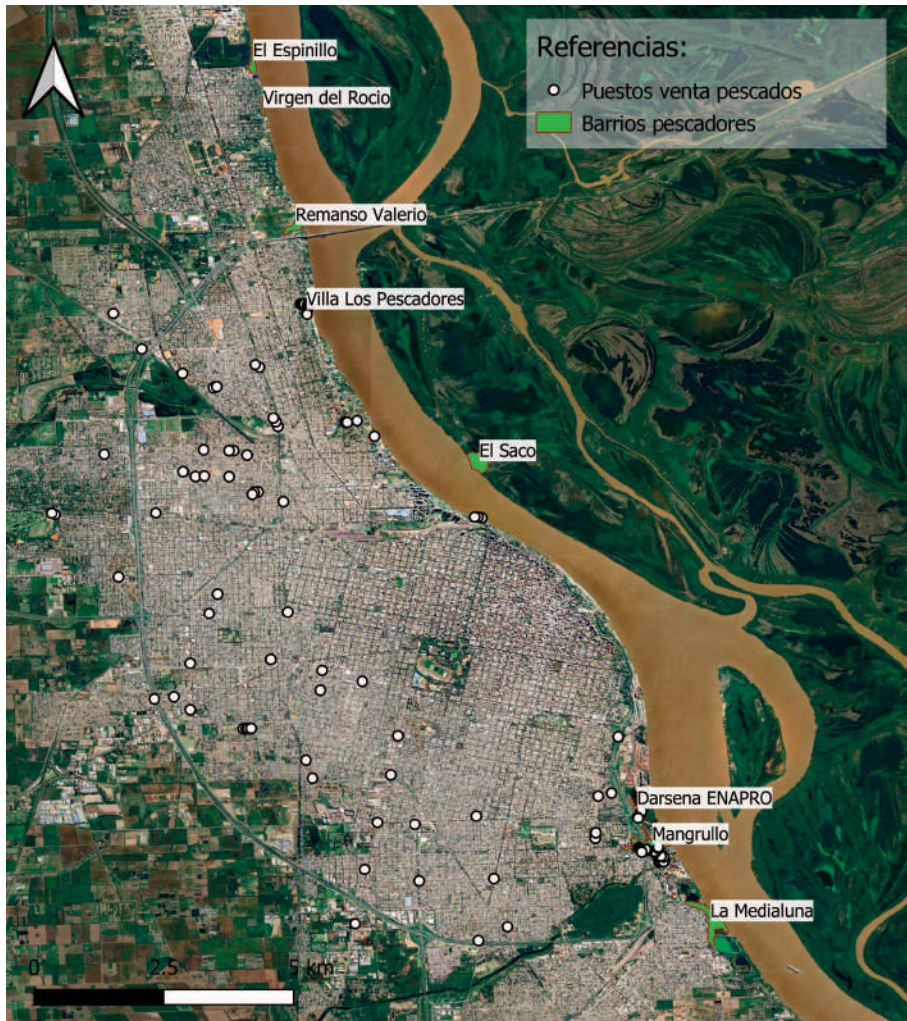 El Espinillo
Referencias:
Puestos venta pescados
Barrios pescadores
Virgen del Rocio
Remanso Valerio
Villa Los Pescadores
El Saco
Darsena ENAPRO
Mangrullo
La Medialuna
0 2.5 5 km